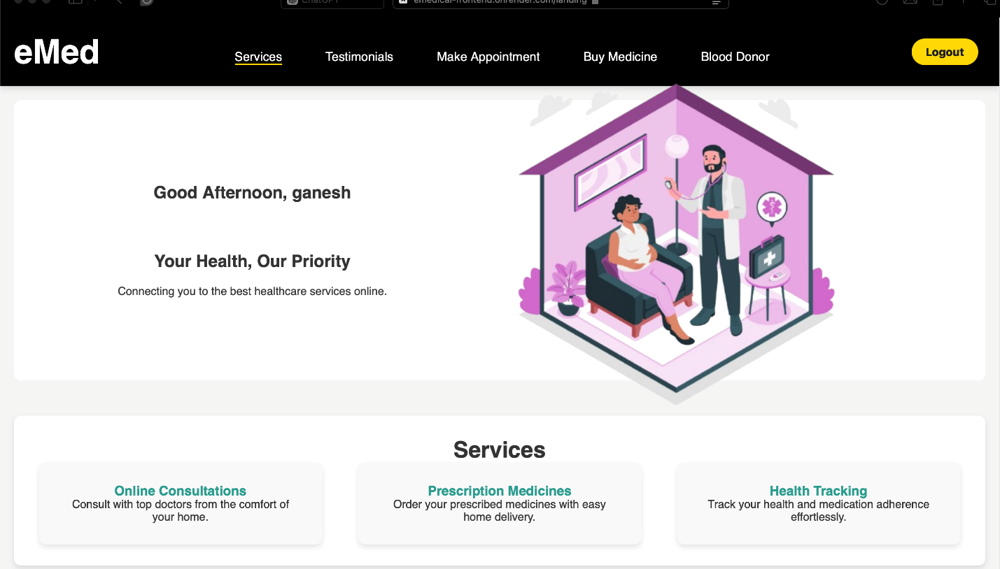 ChatGPT
emedical-frontend.onrender.com/landing
eMed
Services
Testimonials
Make Appointment
Buy Medicine
Blood Donor
Logout
Good Afternoon, ganesh
Your Health, Our Priority
Connecting you to the best healthcare services online.
Services
Online Consultations
Consult with top doctors from the comfort of
your home.
Prescription Medicines
Order your prescribed medicines with easy
home delivery.
Health Tracking
Track your health and medication adherence
effortlessly.